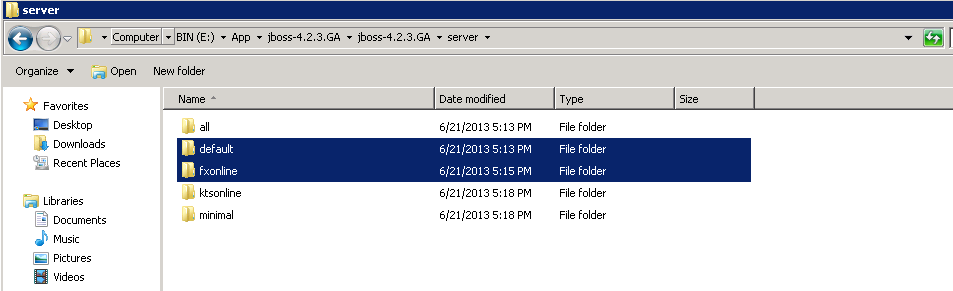 server
Computer BIN (E:) App jboss-4.2.3.GA jboss-4.2.3.GA server
Organize Open New folder
Name Date modified Type Size
Favorites
Desktop
Downloads
Recent Places
Libraries
Documents
Music
Pictures
Videos
all 6/21/2013 5:13 PM File folder
default 6/21/2013 5:13 PM File folder
fxonline 6/21/2013 5:15 PM File folder
ktsonline 6/21/2013 5:18 PM File folder
minimal 6/21/2013 5:18 PM File folder